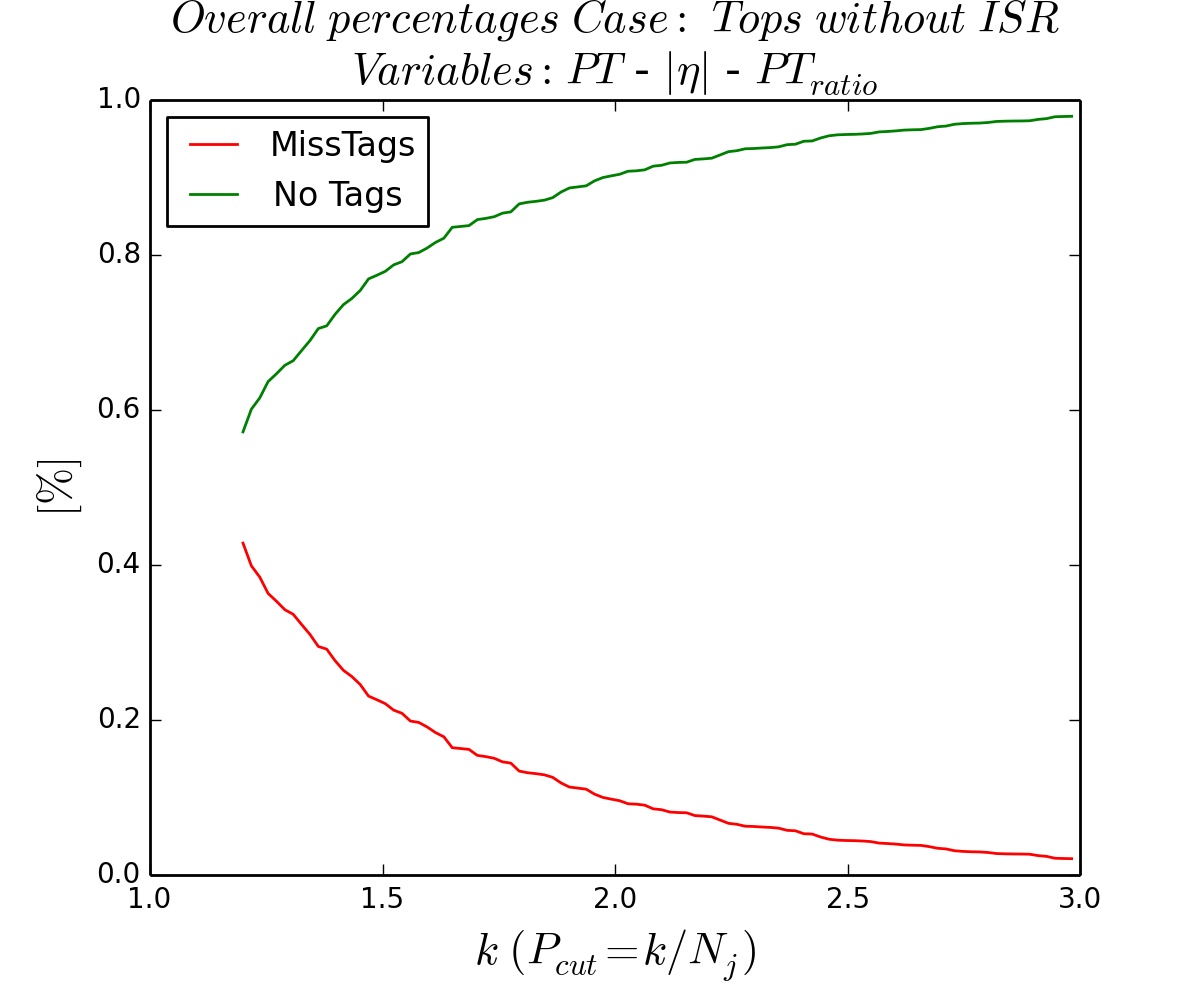 Overall percentages Case: Tops without ISR
Variables: PT - |η| - PT_ratio
1.0
MissTags
No Tags
0.8
0.6
[%]
0.4
0.2
0.0
1.0 1.5 2.0 2.5 3.0
k (P_cut = k/N_j)